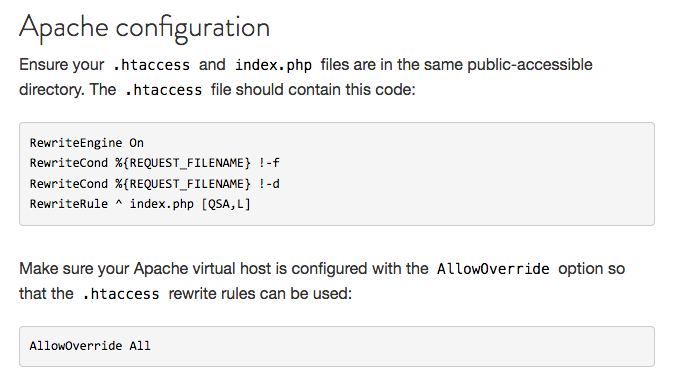 Apache configuration
Ensure your .htaccess and index.php files are in the same public-accessible
directory. The .htaccess file should contain this code:
RewriteEngine On
RewriteCond %{REQUEST_FILENAME} !-f
RewriteCond %{REQUEST_FILENAME} !-d
RewriteRule ^ index.php [QSA,L]
Make sure your Apache virtual host is configured with the AllowOverride option so
that the .htaccess rewrite rules can be used:
AllowOverride All